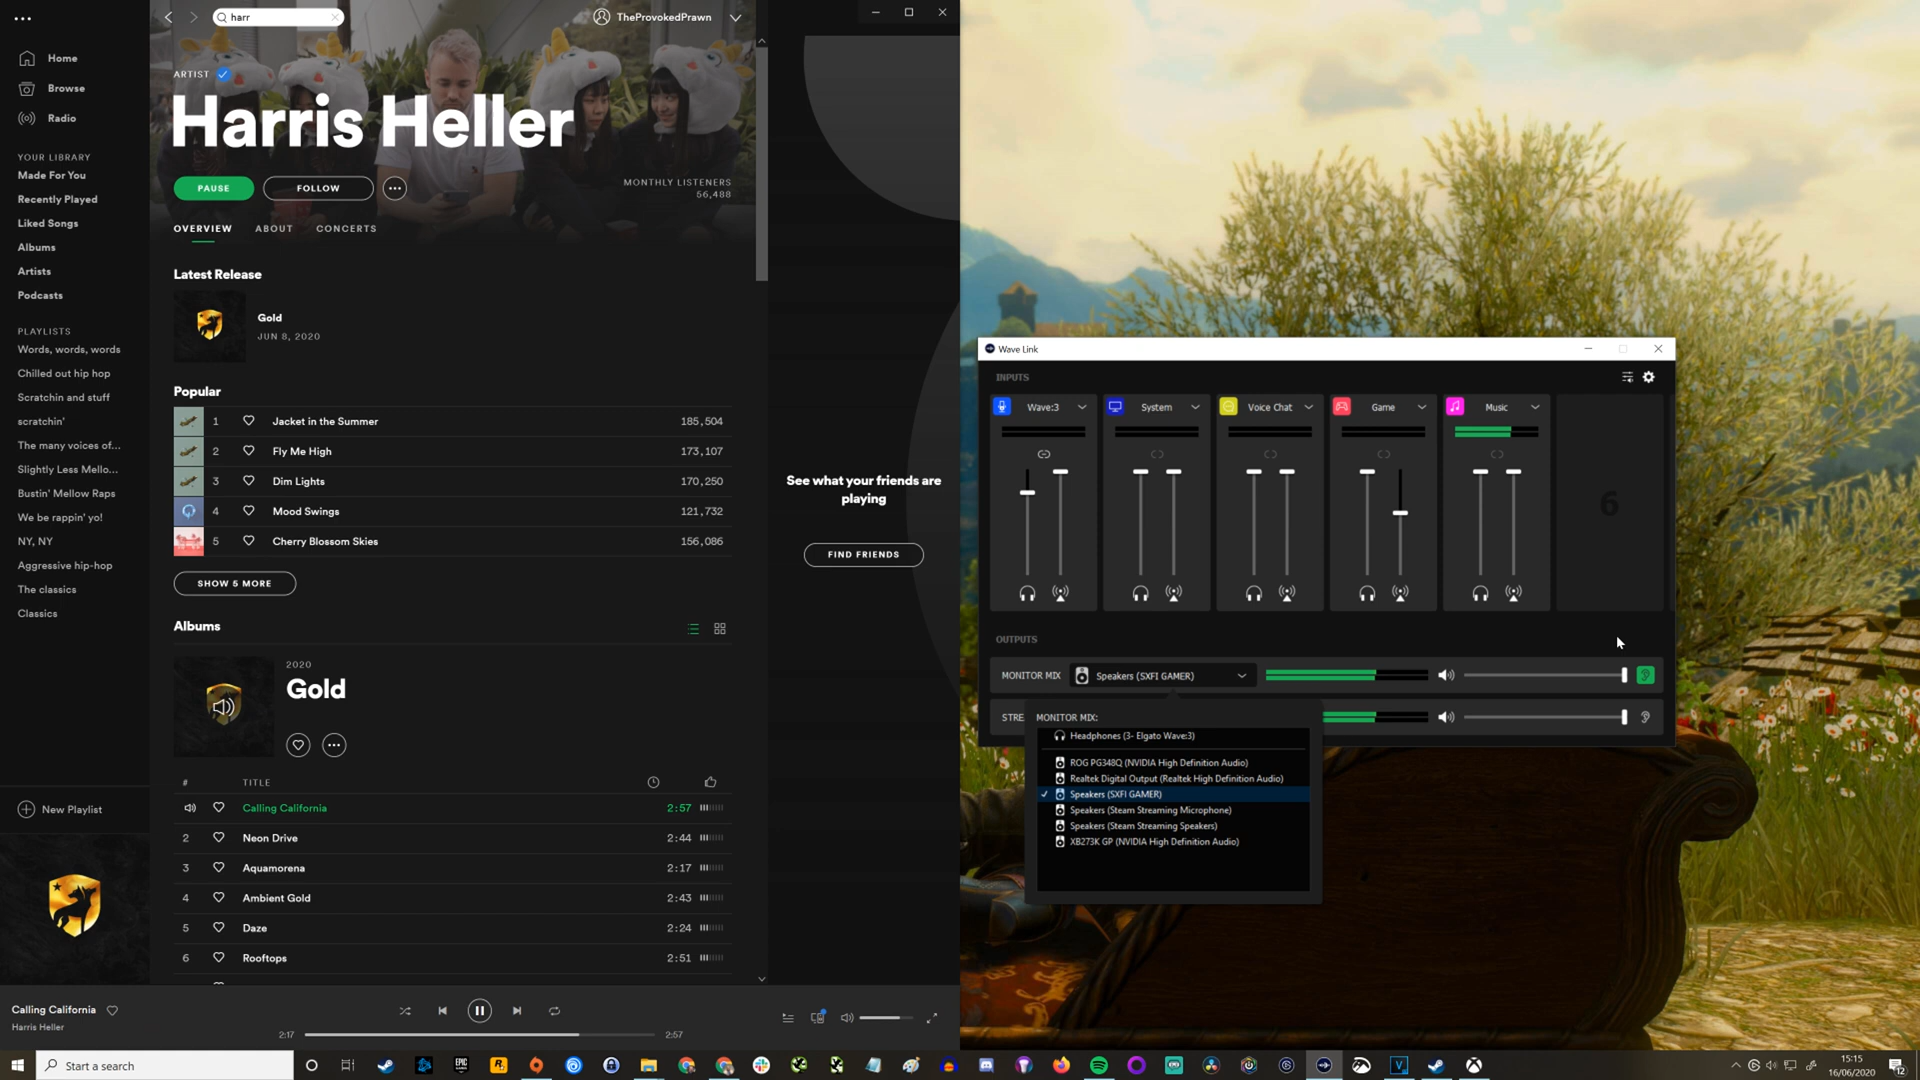 harr
TheProvokedPrawn
Home
Browse
Radio
YOUR LIBRARY
Made For You
Recently Played
Liked Songs
Albums
Artists
Podcasts
PLAYLISTS
Words, words, words
Chilled out hip hop
Scratchin and stuff
scratchin'
The many voices of...
Slightly Less Mello...
Bustin' Mellow Raps
We be rappin' yo!
NY, NY
Aggressive hip-hop
The classics
Classics
New Playlist
ARTIST
Harris Heller
PAUSE
FOLLOW
MONTHLY LISTENERS
56,488
OVERVIEW ABOUT CONCERTS
Latest Release
Gold
JUN 8, 2020
Popular
1 Jacket in the Summer 185,504
2 Fly Me High 173,107
3 Dim Lights 170,250
4 Mood Swings 121,732
5 Cherry Blossom Skies 156,086
SHOW 5 MORE
Albums
2020
Gold
# TITLE
Calling California 2:57
2 Neon Drive 2:44
3 Aquamorena 2:17
4 Ambient Gold 2:43
5 Daze 2:24
6 Rooftops 2:51
See what your friends are
playing
FIND FRIENDS
Calling California
Harris Heller
2:17
2:57
Wave Link
INPUTS
Wave:3 System Voice Chat Game Music
6
OUTPUTS
MONITOR MIX Speakers (SXFI GAMER)
STRE
MONITOR MIX:
Headphones (3- Elgato Wave:3)
ROG PG348Q (NVIDIA High Definition Audio)
Realtek Digital Output (Realtek High Definition Audio)
Speakers (SXFI GAMER)
Speakers (Steam Streaming Microphone)
Speakers (Steam Streaming Speakers)
XB273K GP (NVIDIA High Definition Audio)
Start a search
EPIC
15:15
16/06/2020
12